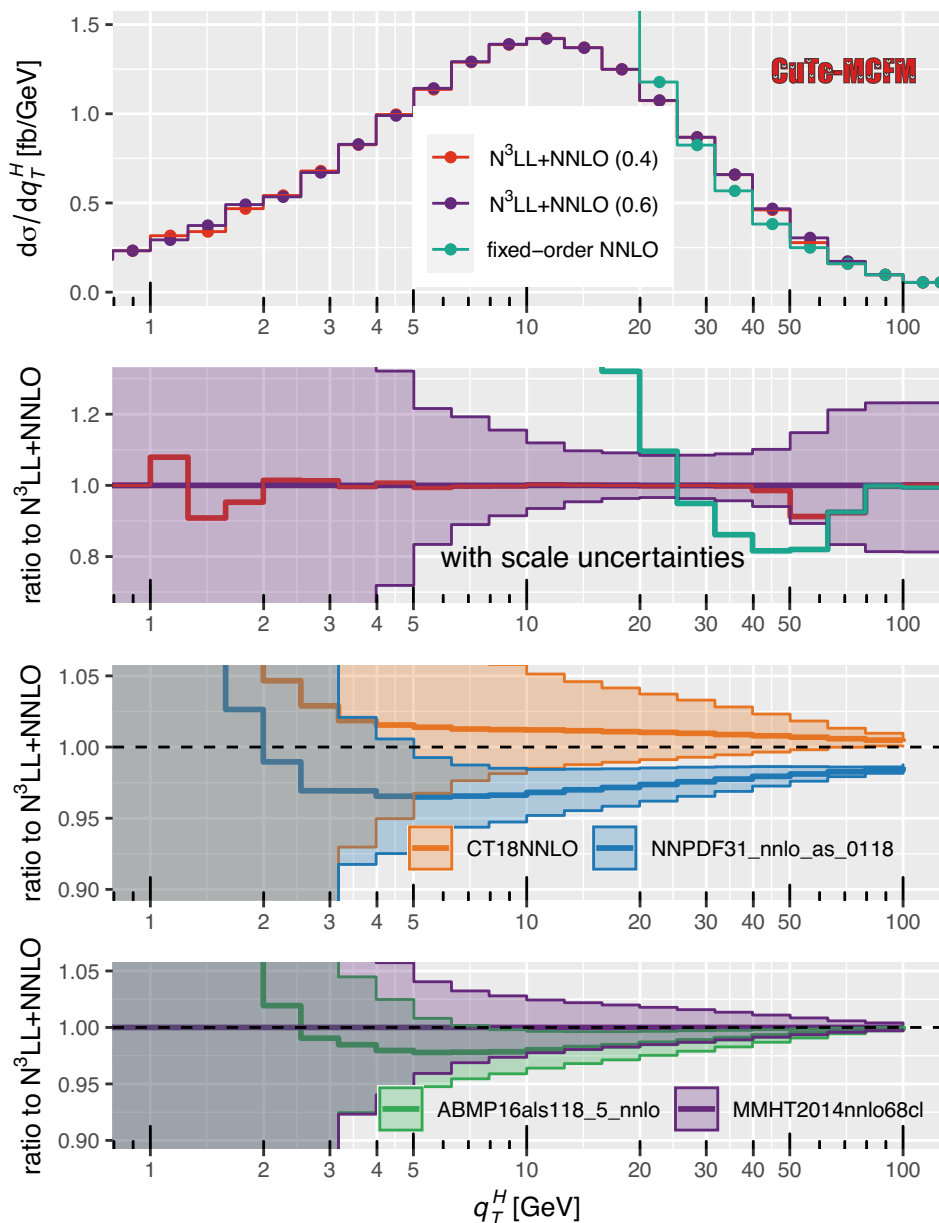 dσ/dq_T^H [fb/GeV]
1.5
1.0
0.5
0.0
CuTe-MCFM
N³LL+NNLO (0.4)
N³LL+NNLO (0.6)
fixed−order NNLO
1 2 3 4 5 10 20 30 40 50 100
ratio to N³LL+NNLO
1.2
1.0
0.8
with scale uncertainties
1 2 3 4 5 10 20 30 40 50 100
ratio to N³LL+NNLO
1.05
1.00
0.95
0.90
CT18NNLO NNPDF31_nnlo_as_0118
1 2 3 4 5 10 20 30 40 50 100
ratio to N³LL+NNLO
1.05
1.00
0.95
0.90
ABMP16als118_5_nnlo MMHT2014nnlo68cl
1 2 3 4 5 10 20 30 40 50 100
q_T^H [GeV]